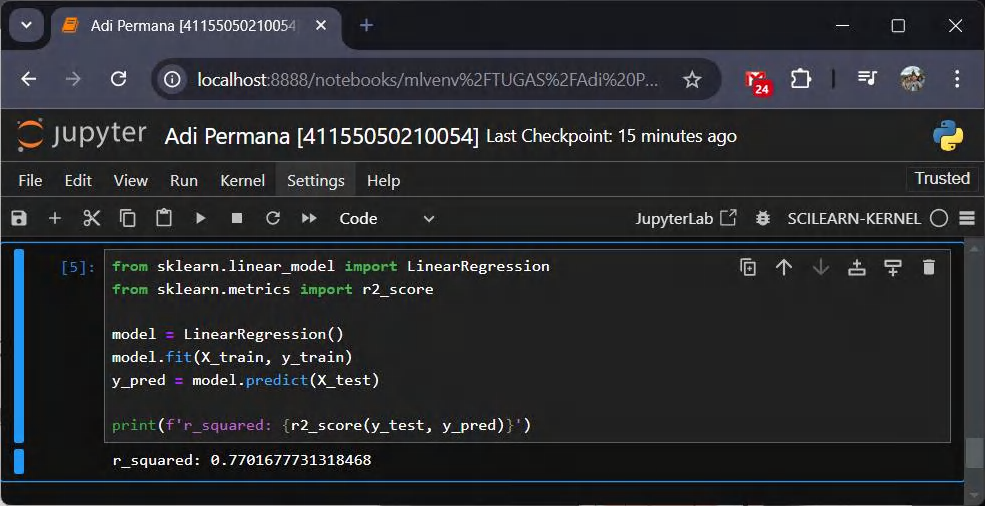 Adi Permana [41155050210054
localhost:8888/notebooks/mlvenv%2FTUGAS%2FAdi%20P...
24
jupyter Adi Permana [41155050210054] Last Checkpoint: 15 minutes ago
File Edit View Run Kernel Settings Help Trusted
Code JupyterLab SCILEARN-KERNEL
[5]: from sklearn.linear_model import LinearRegression
from sklearn.metrics import r2_score
model = LinearRegression()
model.fit(X_train, y_train)
y_pred = model.predict(X_test)
print(f'r_squared: {r2_score(y_test, y_pred)}')
r_squared: 0.7701677731318468